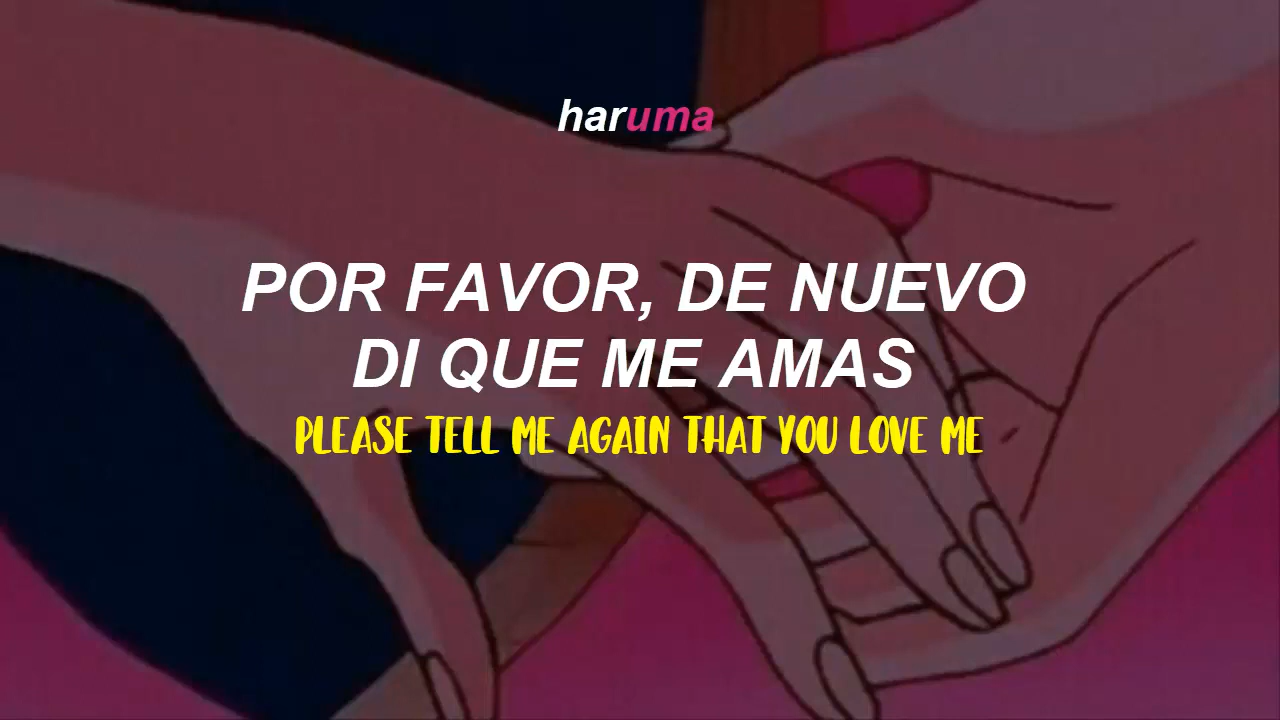 haruma
POR FAVOR, DE NUEVO
DI QUE ME AMAS
PLEASE TELL ME AGAIN THAT YOU LOVE ME